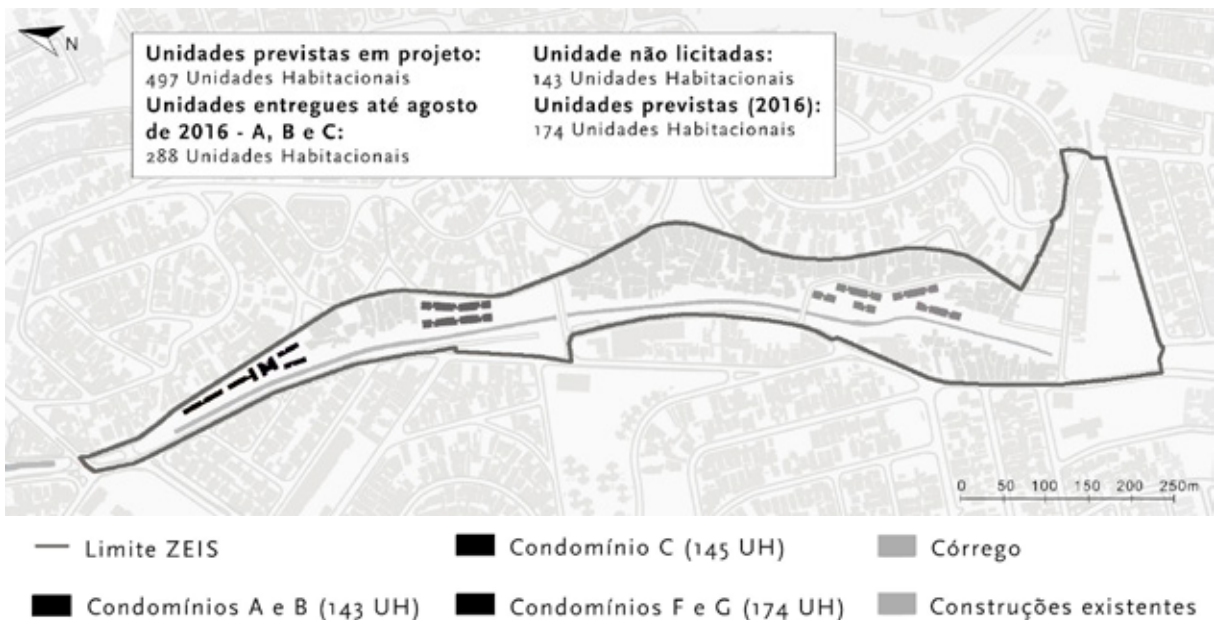 N
Unidades previstas em projeto:
497 Unidades Habitacionais
Unidades entregues até agosto
de 2016 - A, B e C:
288 Unidades Habitacionais
Unidade não licitadas:
143 Unidades Habitacionais
Unidades previstas (2016):
174 Unidades Habitacionais
0 50 100 150 200 250m
Limite ZEIS
Condomínio C (145 UH)
Córrego
Condomínios A e B (143 UH)
Condomínios F e G (174 UH)
Construções existentes